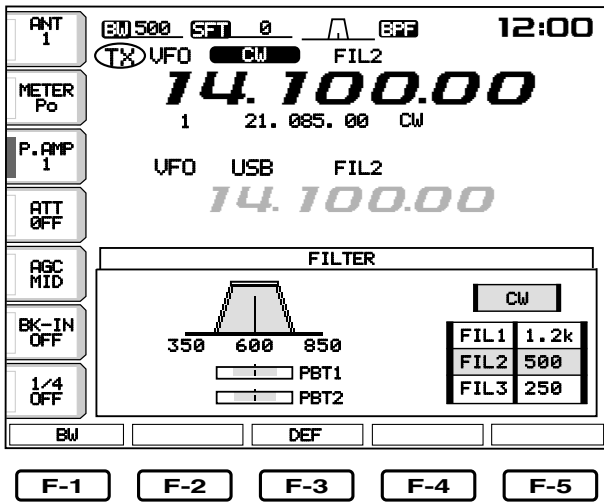 ANT
1
BW 500 SFT 0 BPF 12:00
TX VFO CW FIL2
METER
Po
14.100.00
1 21.085.00 CW
P.AMP
1
VFO USB FIL2
ATT
OFF
14.100.00
AGC
MID
FILTER
CW
BK-IN
OFF
350 600 850
FIL1 1.2k
FIL2 500
FIL3 250
PBT1
PBT2
1/4
OFF
BW DEF
F-1 F-2 F-3 F-4 F-5